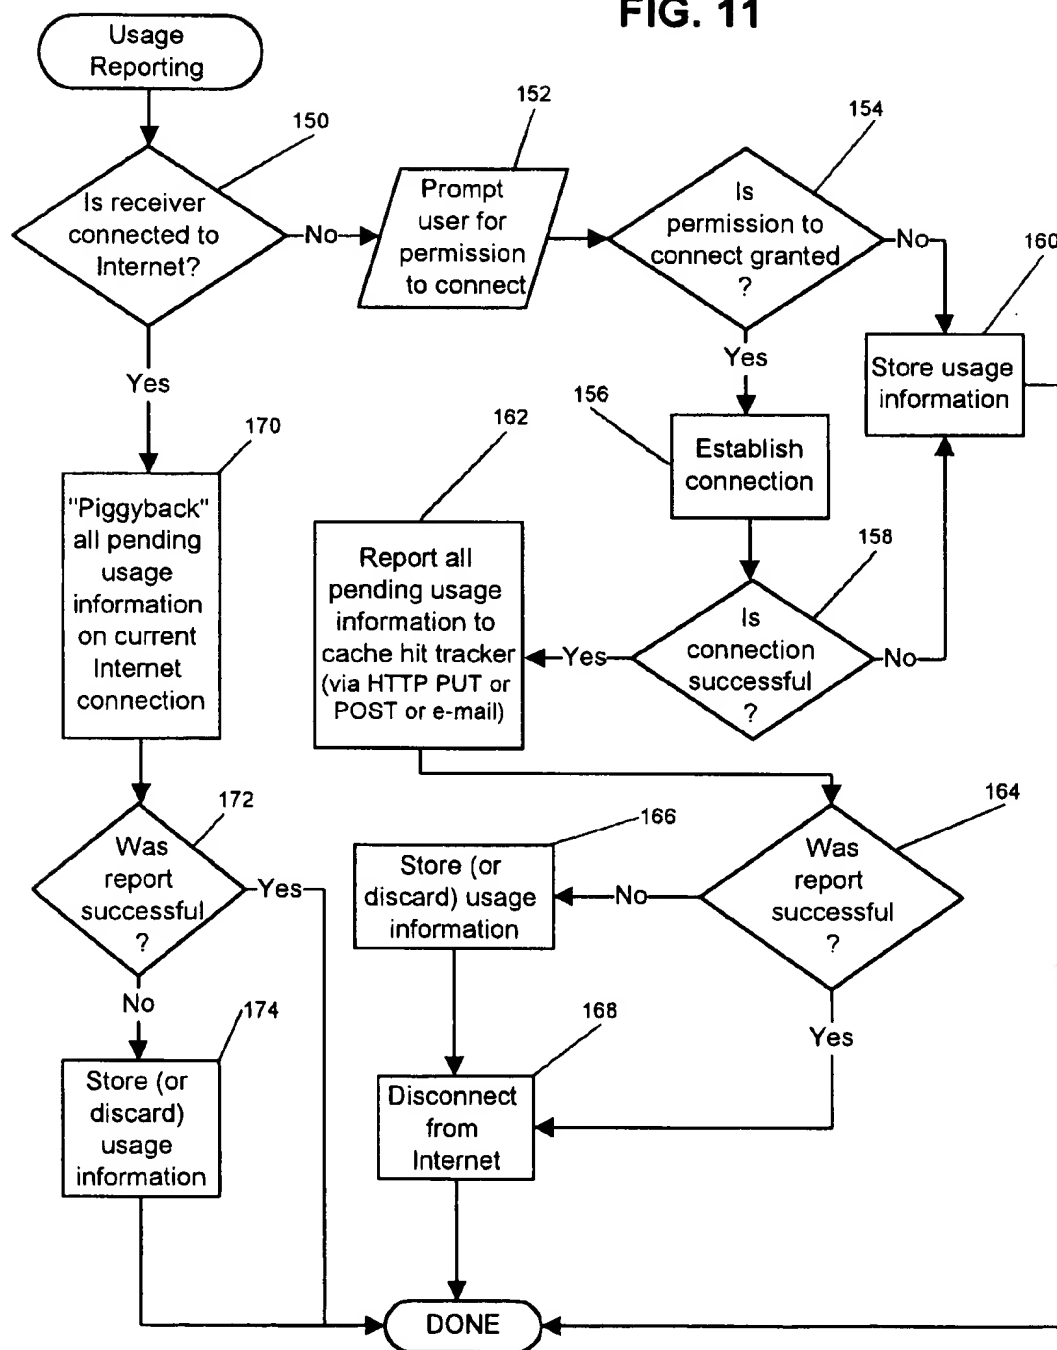 FIG. 11
Usage
Reporting
150
Is receiver
connected to
Internet?
No
152
Prompt
user for
permission
to connect
154
Is
permission to
connect granted
?
No
160
Store usage
information
Yes
Yes
156
Establish
connection
170
"Piggyback"
all pending
usage
information
on current
Internet
connection
162
Report all
pending usage
information to
cache hit tracker
(via HTTP PUT or
POST or e-mail)
158
Is
connection
successful
?
Yes
No
172
Was
report
successful
?
Yes
No
166
Store (or
discard) usage
information
164
Was
report
successful
?
No
Yes
174
Store (or
discard)
usage
information
168
Disconnect
from
Internet
DONE